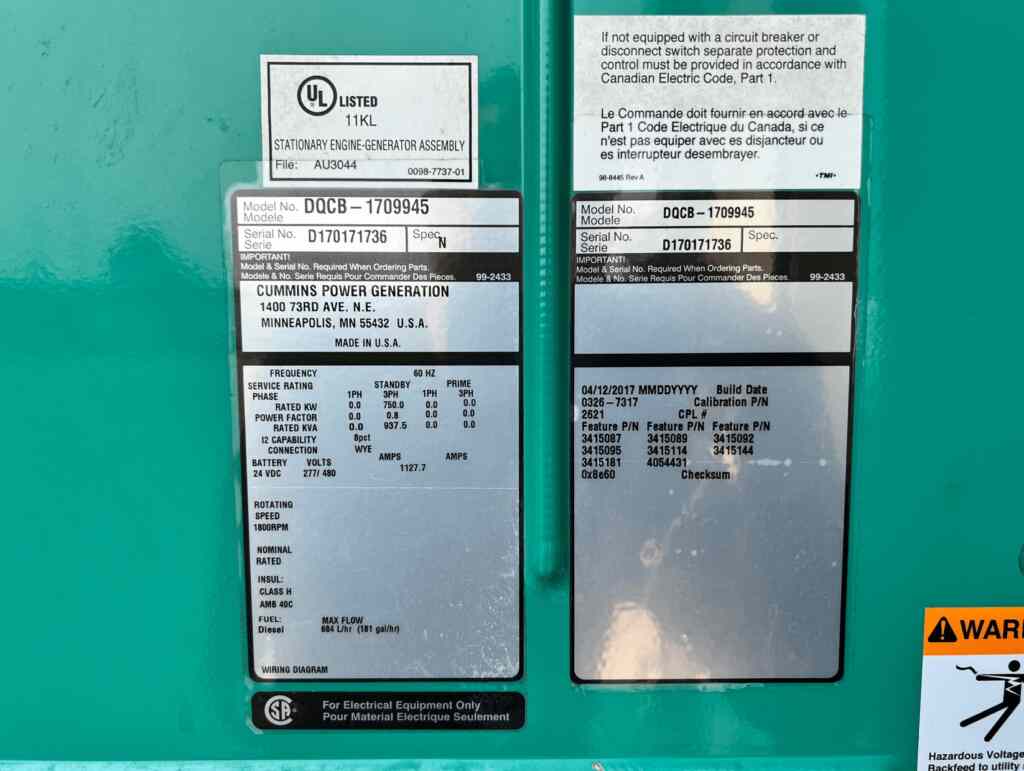 UL LISTED
11KL
STATIONARY ENGINE-GENERATOR ASSEMBLY
File: AU3044
0098-7737-01
Model No. DQCB – 1709945
Modele
Serial No. D170171736 Spec. N
Serie
IMPORTANT!
Model & Serial No. Required When Ordering Parts.
Modele & No. Serie Requis Pour Commander Des Pieces. 99-2433
CUMMINS POWER GENERATION
1400 73RD AVE. N.E.
MINNEAPOLIS, MN 55432 U.S.A.
MADE IN U.S.A.
FREQUENCY 60 HZ
SERVICE RATING STANDBY PRIME
PHASE 1PH 3PH 1PH 3PH
RATED KW 0.0 750.0 0.0 0.0
POWER FACTOR 0.0 0.8 0.0 0.0
RATED KVA 0.0 937.5 0.0 0.0
I2 CAPABILITY 8pct
CONNECTION WYE
BATTERY VOLTS AMPS AMPS
24 VDC 277/ 480 1127.7
ROTATING
SPEED
1800RPM
NOMINAL
RATED
INSUL:
CLASS H
AMB 40C
FUEL: MAX FLOW
Diesel 684 L/hr (181 gal/hr)
WIRING DIAGRAM
CSA For Electrical Equipment Only
Pour Material Electrique Seulement
If not equipped with a circuit breaker or
disconnect switch separate protection and
control must be provided in accordance with
Canadian Electric Code, Part 1.
Le Commande doit fournir en accord avec le
Part 1 Code Electrique du Canada, si ce
n'est pas equiper avec es disjancteur ou
es interrupteur desembrayer.
98-8445 Rev A •TMI•
Model No. DQCB – 1709945
Modele
Serial No. D170171736 Spec.
Serie
IMPORTANT!
Model & Serial No. Required When Ordering Parts.
Modele & No. Serie Requis Pour Commander Des Pieces. 99-2433
04/12/2017 MMDDYYYY Build Date
0326-7317 Calibration P/N
2621 CPL #
Feature P/N Feature P/N Feature P/N
3415087 3415089 3415092
3415095 3415114 3415144
3415181 4054431
0x8e60 Checksum
Hazardous Voltage
Backfeed to utility